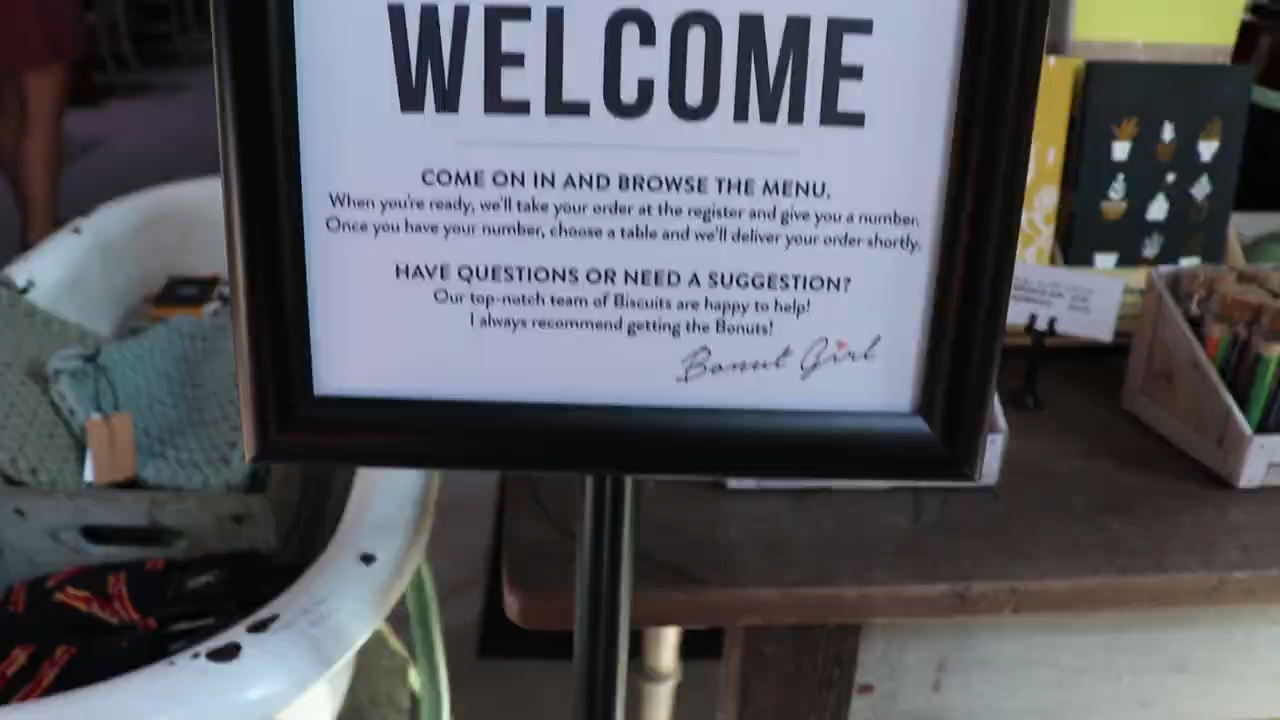 WELCOME
COME ON IN AND BROWSE THE MENU.
When you're ready, we'll take your order at the register and give you a number.
Once you have your number, choose a table and we'll deliver your order shortly.
HAVE QUESTIONS OR NEED A SUGGESTION?
Our top-notch team of Biscuits are happy to help!
I always recommend getting the Bonuts!
Bonut Girl